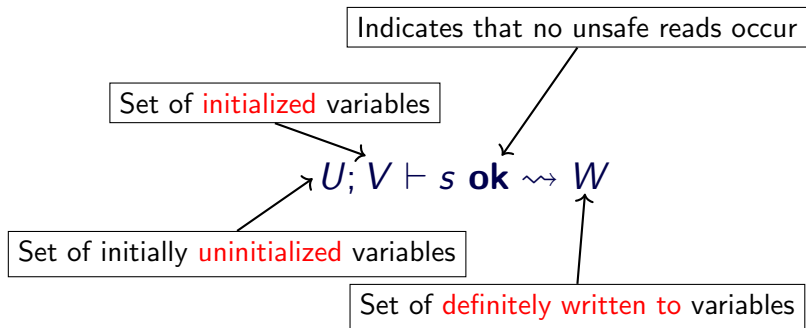 Indicates that no unsafe reads occur
Set of initialized variables
U; V ⊢ s ok ⇝ W
Set of initially uninitialized variables
Set of definitely written to variables